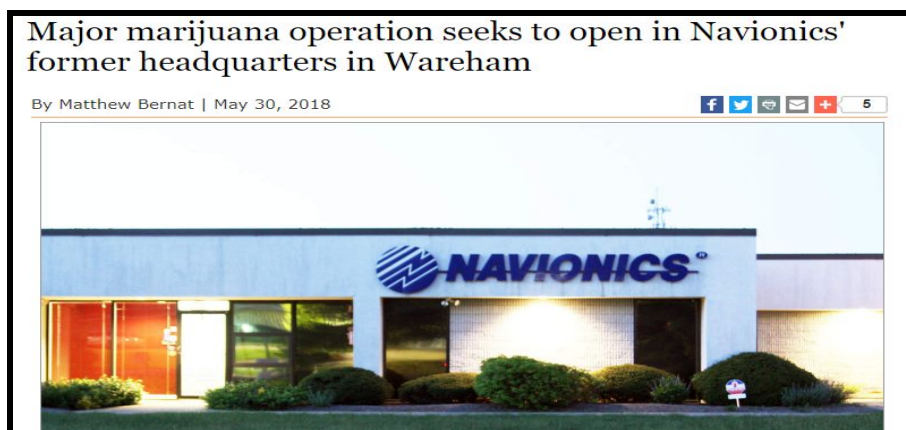 Major marijuana operation seeks to open in Navionics'
former headquarters in Wareham
By Matthew Bernat | May 30, 2018
5
NAVIONICS®